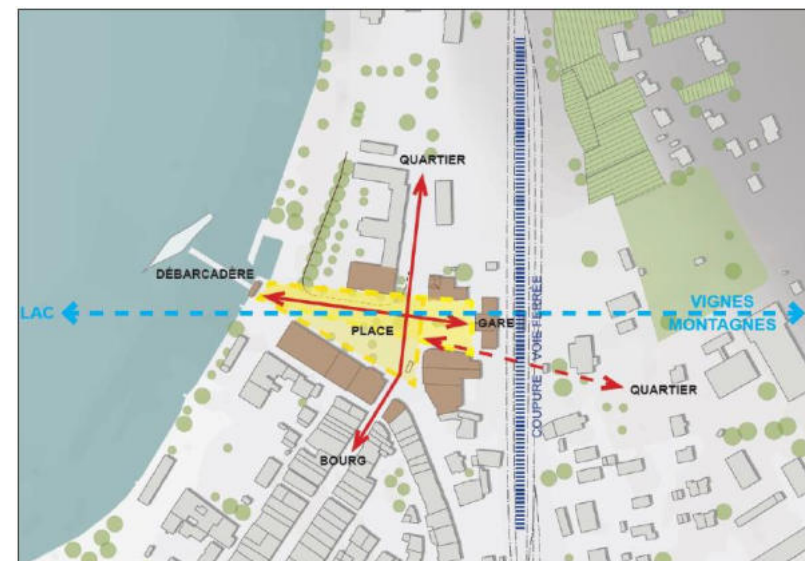 QUARTIER
DÉBARCADÈRE
LAC
PLACE
GARE
VIGNES
MONTAGNES
COUPURE / VOIE FERRÉE
QUARTIER
BOURG